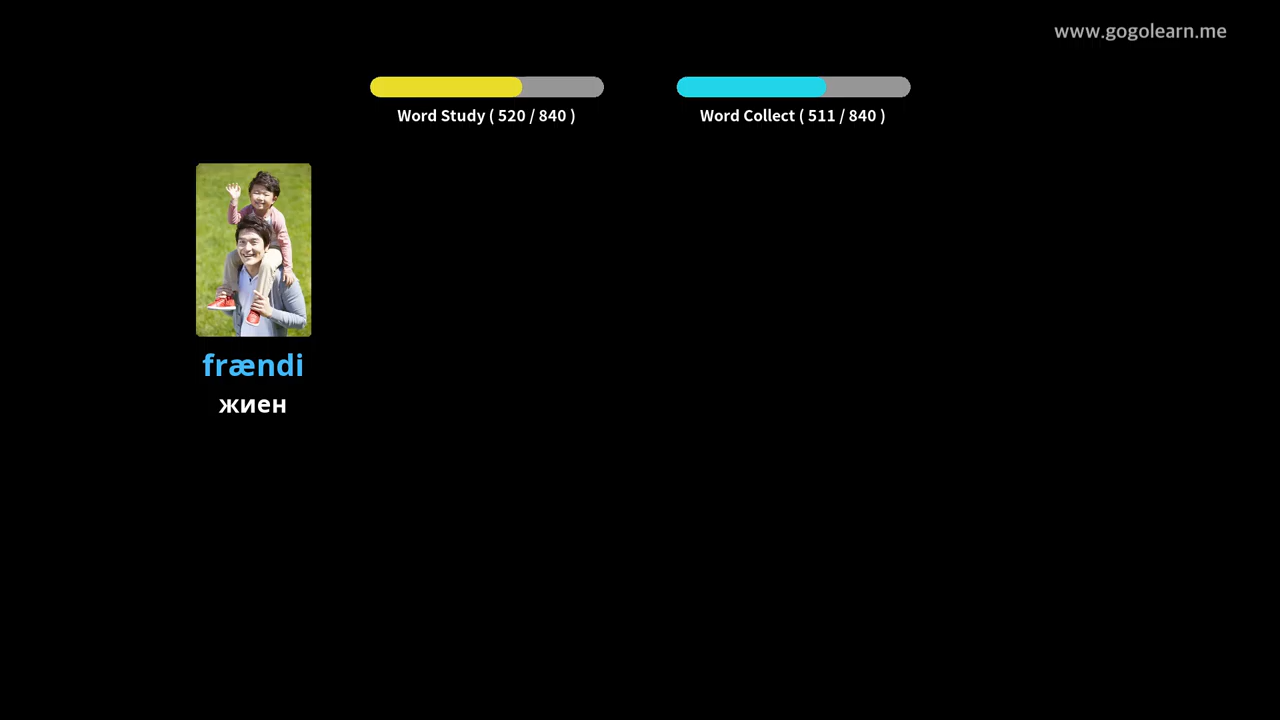 www.gogolearn.me
Word Study ( 520 / 840 )
Word Collect ( 511 / 840 )
frændi
жиен